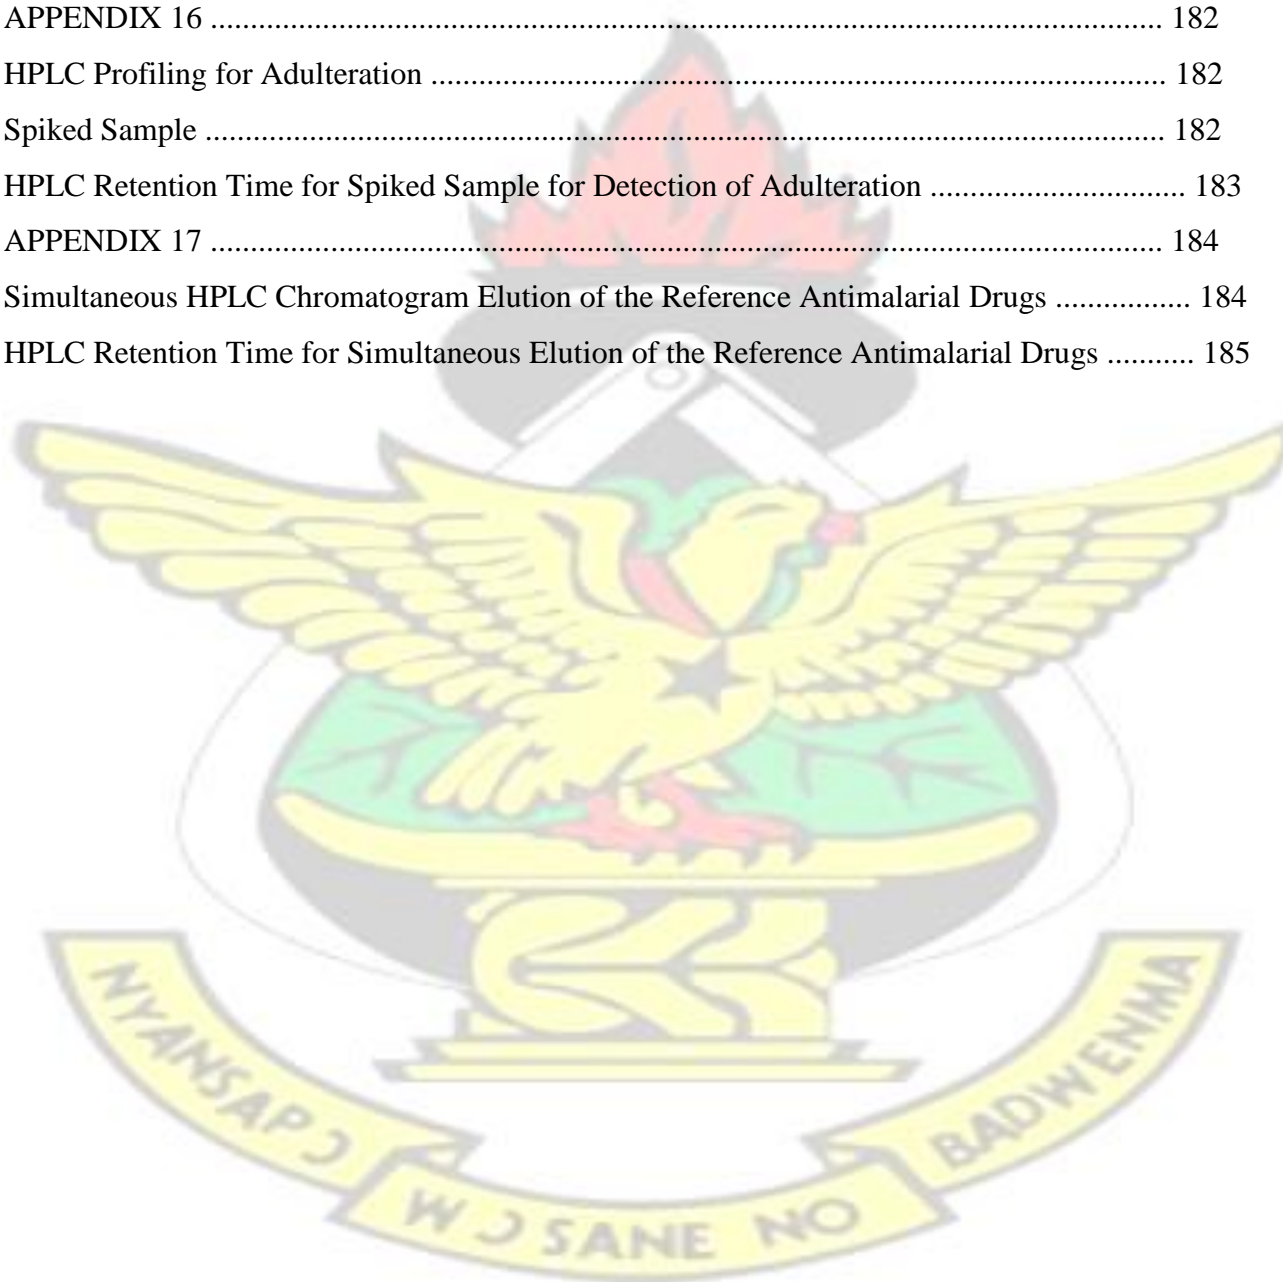 APPENDIX 16 .................................................................................................................. 182
HPLC Profiling for Adulteration ........................................................................................ 182
Spiked Sample ................................................................................................................... 182
HPLC Retention Time for Spiked Sample for Detection of Adulteration ............................... 183
APPENDIX 17 .................................................................................................................. 184
Simultaneous HPLC Chromatogram Elution of the Reference Antimalarial Drugs ................. 184
HPLC Retention Time for Simultaneous Elution of the Reference Antimalarial Drugs ........... 185
NYANSAPƆ WƆSANE NO BADWENMA